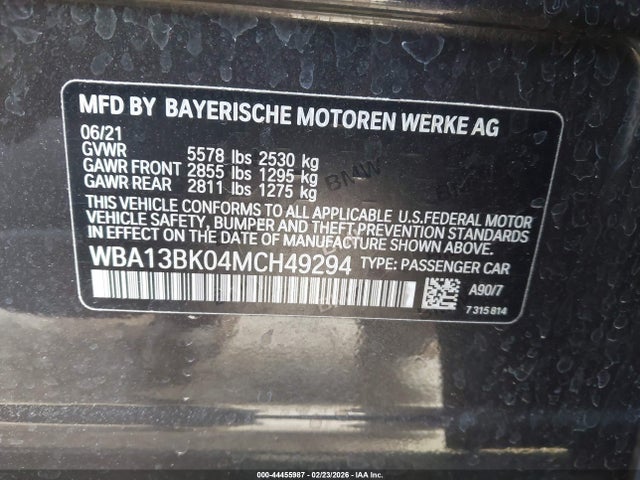 MFD BY BAYERISCHE MOTOREN WERKE AG
06/21
GVWR 5578 lbs 2530 kg
GAWR FRONT 2855 lbs 1295 kg
GAWR REAR 2811 lbs 1275 kg
THIS VEHICLE CONFORMS TO ALL APPLICABLE U.S.FEDERAL MOTOR
VEHICLE SAFETY, BUMPER AND THEFT PREVENTION STANDARDS
IN EFFECT ON THE DATE OF MANUFACTURE SHOWN ABOVE.
WBA13BK04MCH49294 TYPE: PASSENGER CAR
A90/7
7 315 814
BMW
000-44455987 - 02/23/2026 - IAA Inc.